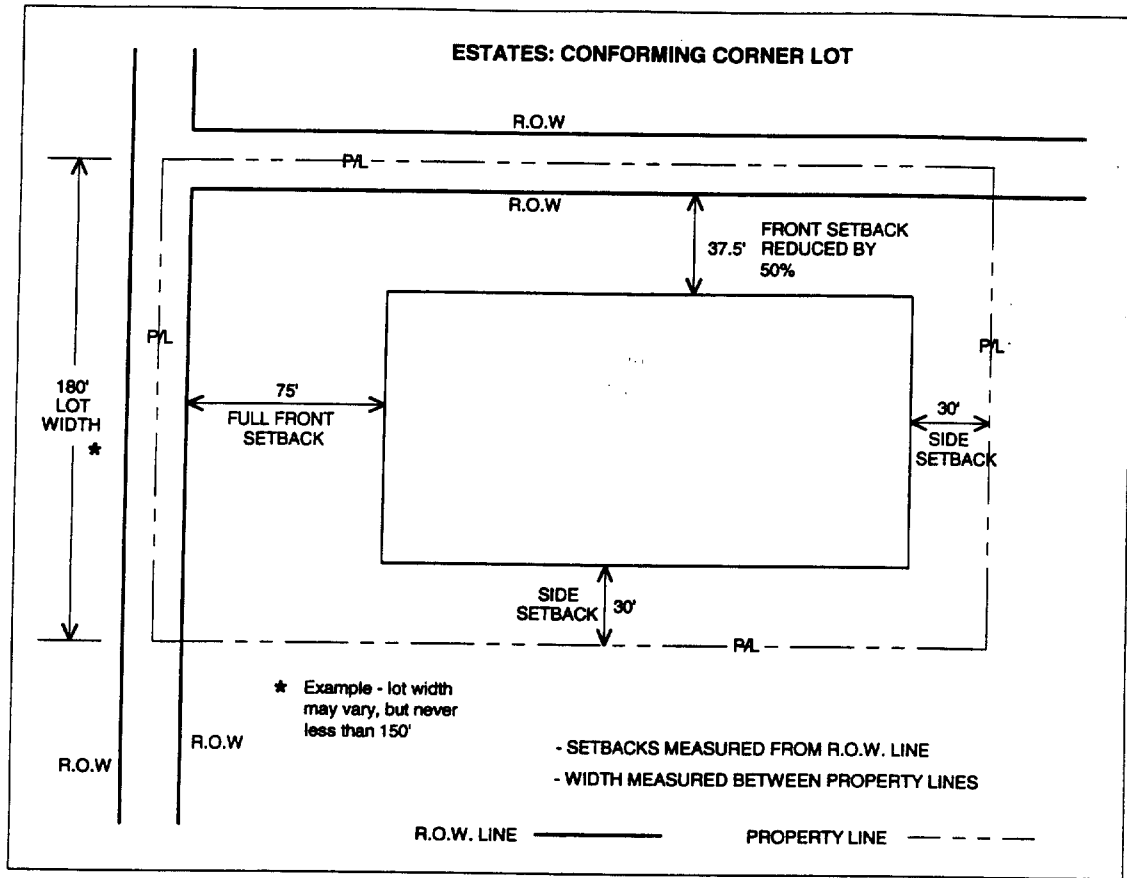 ESTATES: CONFORMING CORNER LOT
R.O.W
P/L
R.O.W
37.5'
FRONT SETBACK
REDUCED BY
50%
P/L
P/L
180'
LOT
WIDTH
*
75'
FULL FRONT
SETBACK
30'
SIDE
SETBACK
SIDE
SETBACK
30'
P/L
* Example - lot width
may vary, but never
less than 150'
R.O.W
R.O.W
- SETBACKS MEASURED FROM R.O.W. LINE
- WIDTH MEASURED BETWEEN PROPERTY LINES
R.O.W. LINE
PROPERTY LINE